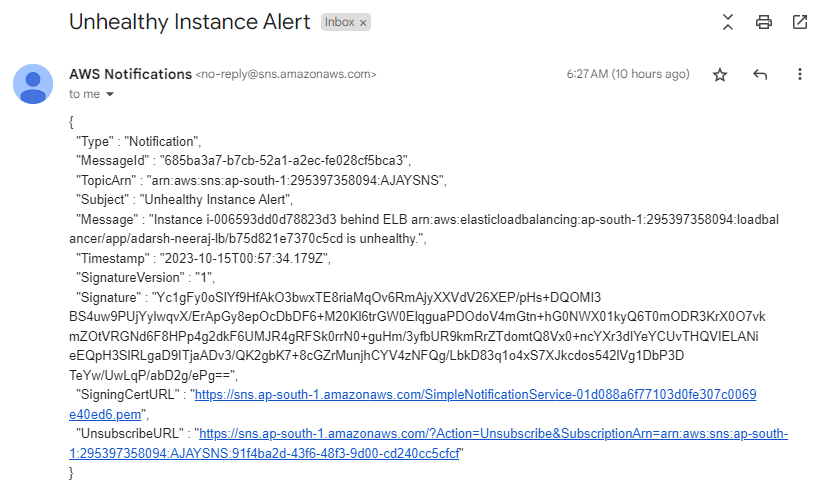 Unhealthy Instance Alert Inbox ×
AWS Notifications <no-reply@sns.amazonaws.com> 6:27 AM (10 hours ago)
to me
{
"Type" : "Notification",
"MessageId" : "685ba3a7-b7cb-52a1-a2ec-fe028cf5bca3",
"TopicArn" : "arn:aws:sns:ap-south-1:295397358094:AJAYSNS",
"Subject" : "Unhealthy Instance Alert",
"Message" : "Instance i-006593dd0d78823d3 behind ELB arn:aws:elasticloadbalancing:ap-south-1:295397358094:loadbal
ancer/app/adarsh-neeraj-lb/b75d821e7370c5cd is unhealthy.",
"Timestamp" : "2023-10-15T00:57:34.179Z",
"SignatureVersion" : "1",
"Signature" : "Yc1gFy0oSlYf9HfAkO3bwxTE8riaMqOv6RmAjyXXVdV26XEP/pHs+DQOMI3
BS4uw9PUjYylwqvX/ErApGy8epOcDbDF6+M20Kl6trGW0ElqguaPDOdoV4mGtn+hG0NWX01kyQ6T0mODR3KrX0O7vk
mZOtVRGNd6F8HPp4g2dkF6UMJR4gRFSk0rrN0+guHm/3yfbUR9kmRrZTdomtQ8Vx0+ncYXr3dIYeYCUvTHQVIELANi
eEQpH3SlRLgaD9ITjaADv3/QK2gbK7+8cGZrMunjhCYV4zNFQg/LbkD83q1o4xS7XJkcdos542lVg1DbP3D
TeYw/UwLqP/abD2g/ePg==",
"SigningCertURL" : "https://sns.ap-south-1.amazonaws.com/SimpleNotificationService-01d088a6f77103d0fe307c0069
e40ed6.pem",
"UnsubscribeURL" : "https://sns.ap-south-1.amazonaws.com/?Action=Unsubscribe&SubscriptionArn=arn:aws:sns:ap-south-
1:295397358094:AJAYSNS:91f4ba2d-43f6-48f3-9d00-cd240cc5cfcf"
}